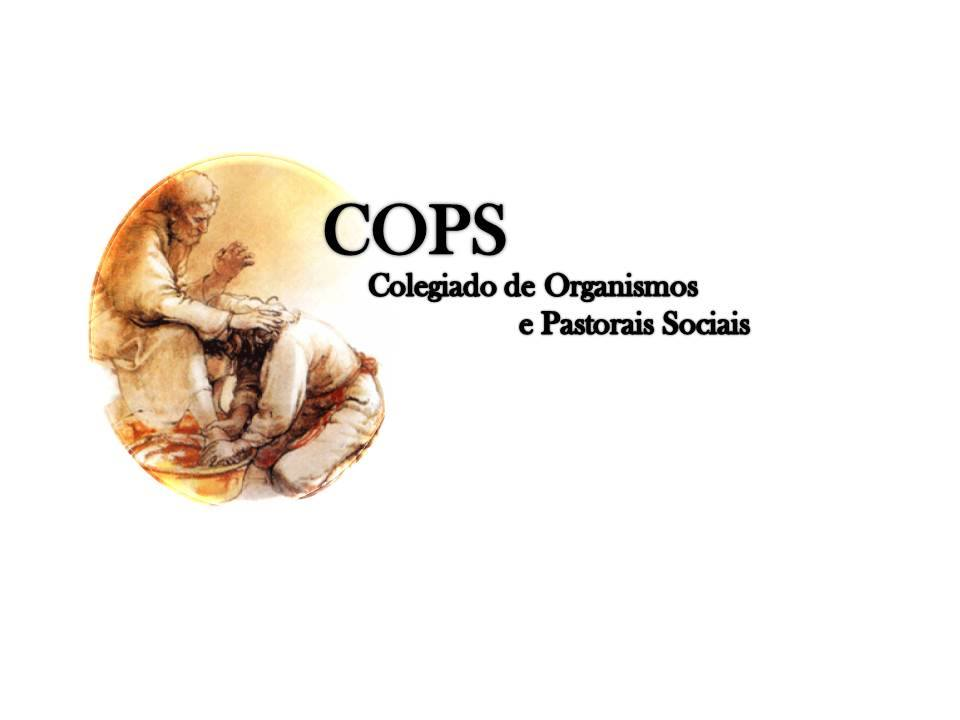 COPS
Colegiado de Organismos
e Pastorais Sociais